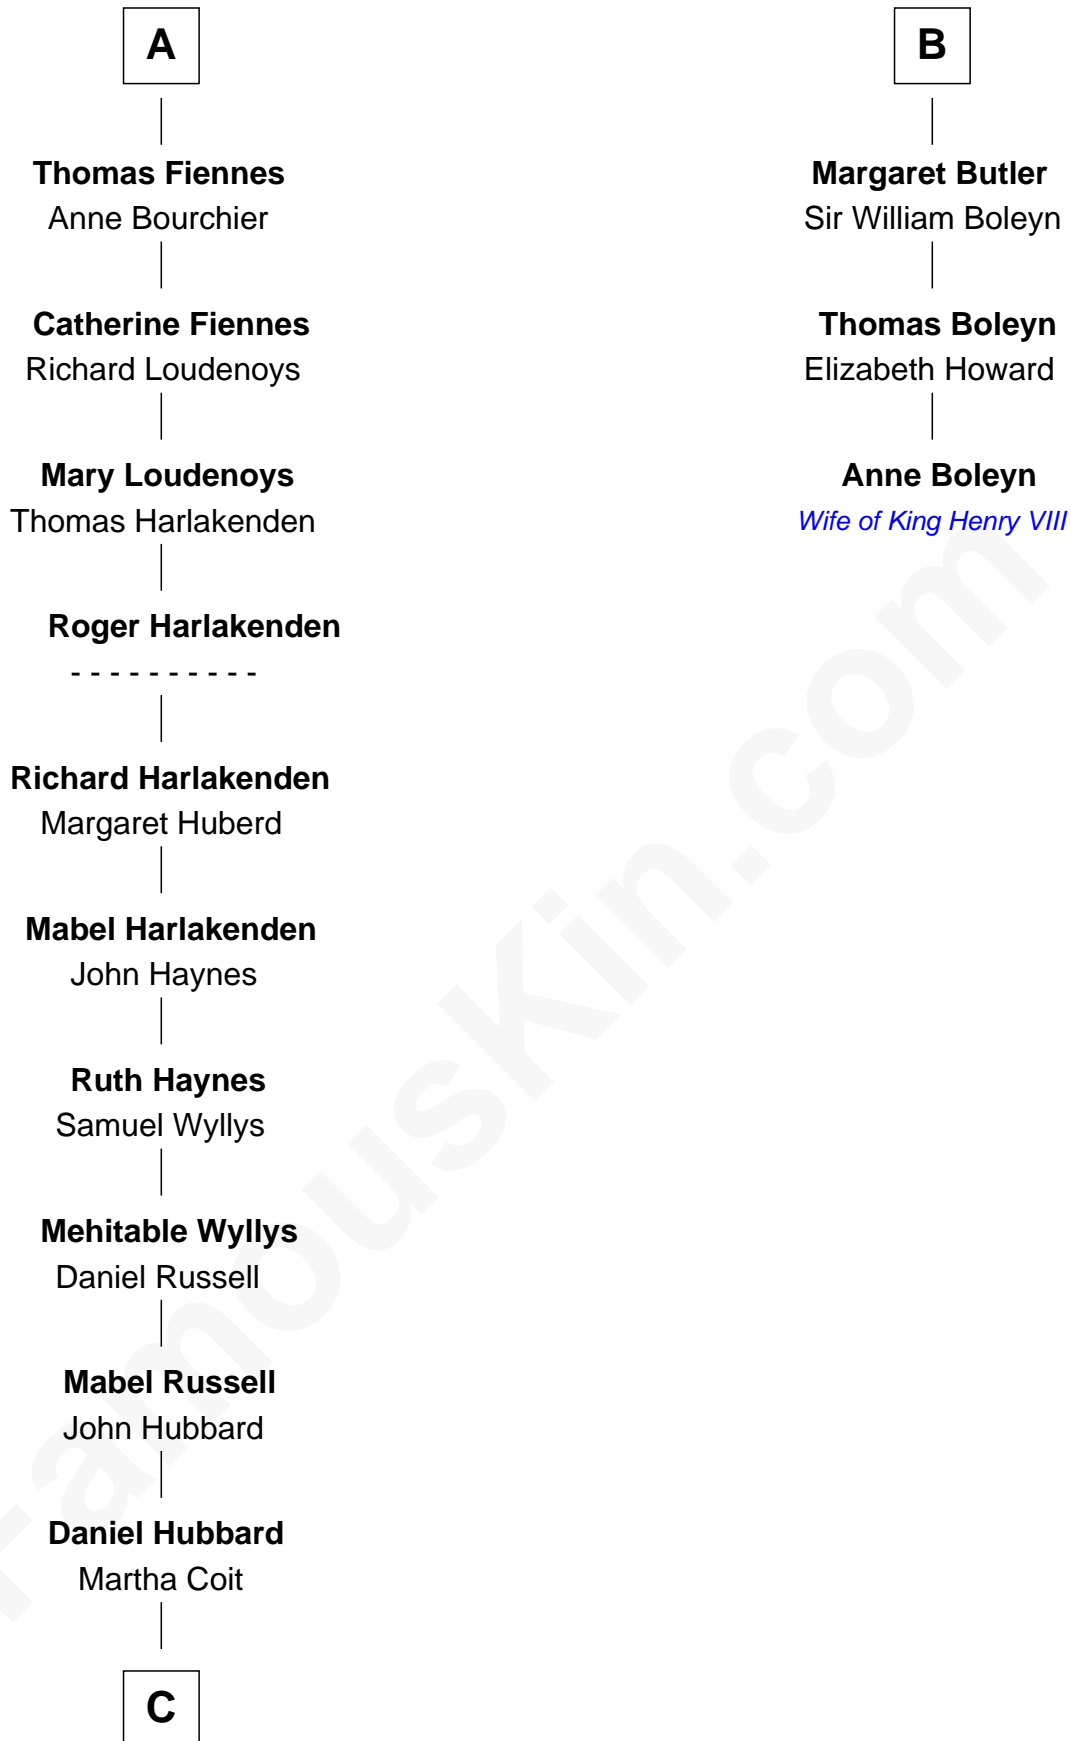 A
Thomas Fiennes
Anne Bourchier
Catherine Fiennes
Richard Loudenoys
Mary Loudenoys
Thomas Harlakenden
Roger Harlakenden
- - - - - - - - - -
Richard Harlakenden
Margaret Huberd
Mabel Harlakenden
John Haynes
Ruth Haynes
Samuel Wyllys
Mehitable Wyllys
Daniel Russell
Mabel Russell
John Hubbard
Daniel Hubbard
Martha Coit
C
B
Margaret Butler
Sir William Boleyn
Thomas Boleyn
Elizabeth Howard
Anne Boleyn
Wife of King Henry VIII
FamousKin.com